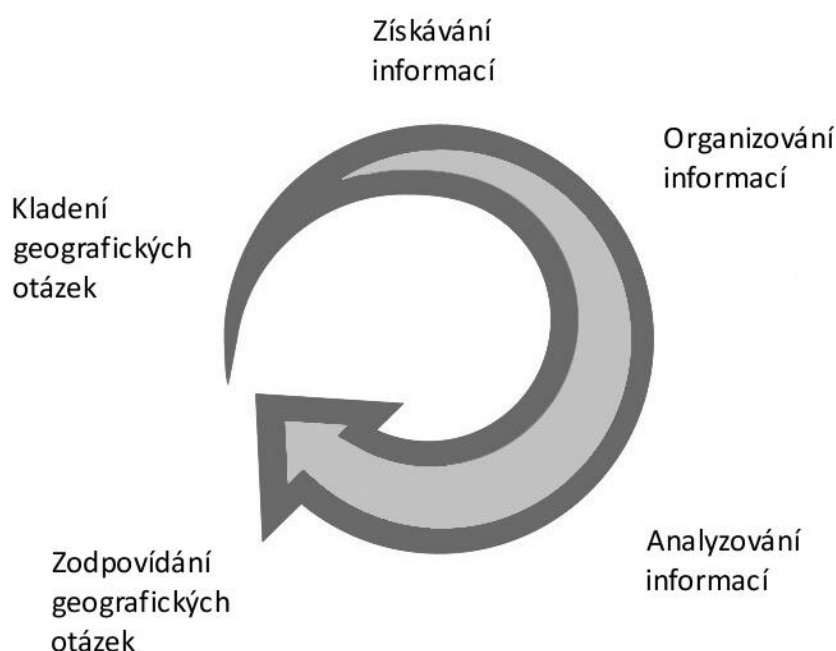 Získávání
informací
Organizování
informací
Kladení
geografických
otázek
Analyzování
informací
Zodpovídání
geografických
otázek